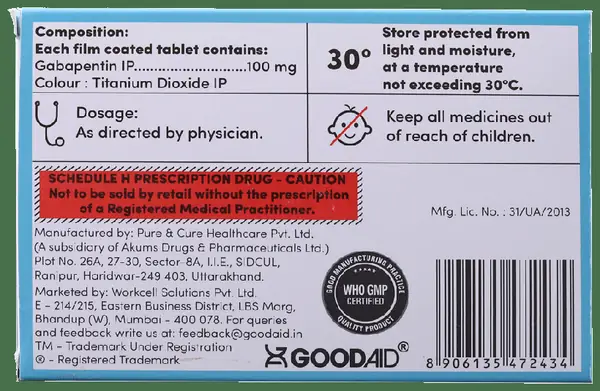 Composition:
Each film coated tablet contains:
Gabapentin IP...........................100 mg
Colour : Titanium Dioxide IP
30°
Store protected from
light and moisture,
at a temperature
not exceeding 30°C.
Dosage:
As directed by physician.
Keep all medicines out
of reach of children.
SCHEDULE H PRESCRIPTION DRUG - CAUTION
Not to be sold by retail without the prescription
of a Registered Medical Practitioner.
Mfg. Lic. No. : 31/UA/2013
Manufactured by: Pure & Cure Healthcare Pvt. Ltd.
(A subsidiary of Akums Drugs & Pharmaceuticals Ltd.)
Plot No. 26A, 27-30, Sector-8A, I.I.E., SIDCUL,
Ranipur, Haridwar-249 403, Uttarakhand.
Marketed by: Workcell Solutions Pvt. Ltd.
E - 214/215, Eastern Business District, LBS Marg,
Bhandup (W), Mumbai - 400 078. For queries
and feedback write us at: feedback@goodaid.in
TM - Trademark Under Registration
® - Registered Trademark
GOOD MANUFACTURING PRACTICE
WHO GMP
CERTIFIED
QUALITY PRODUCT
GOODAID®
8 906135 472434